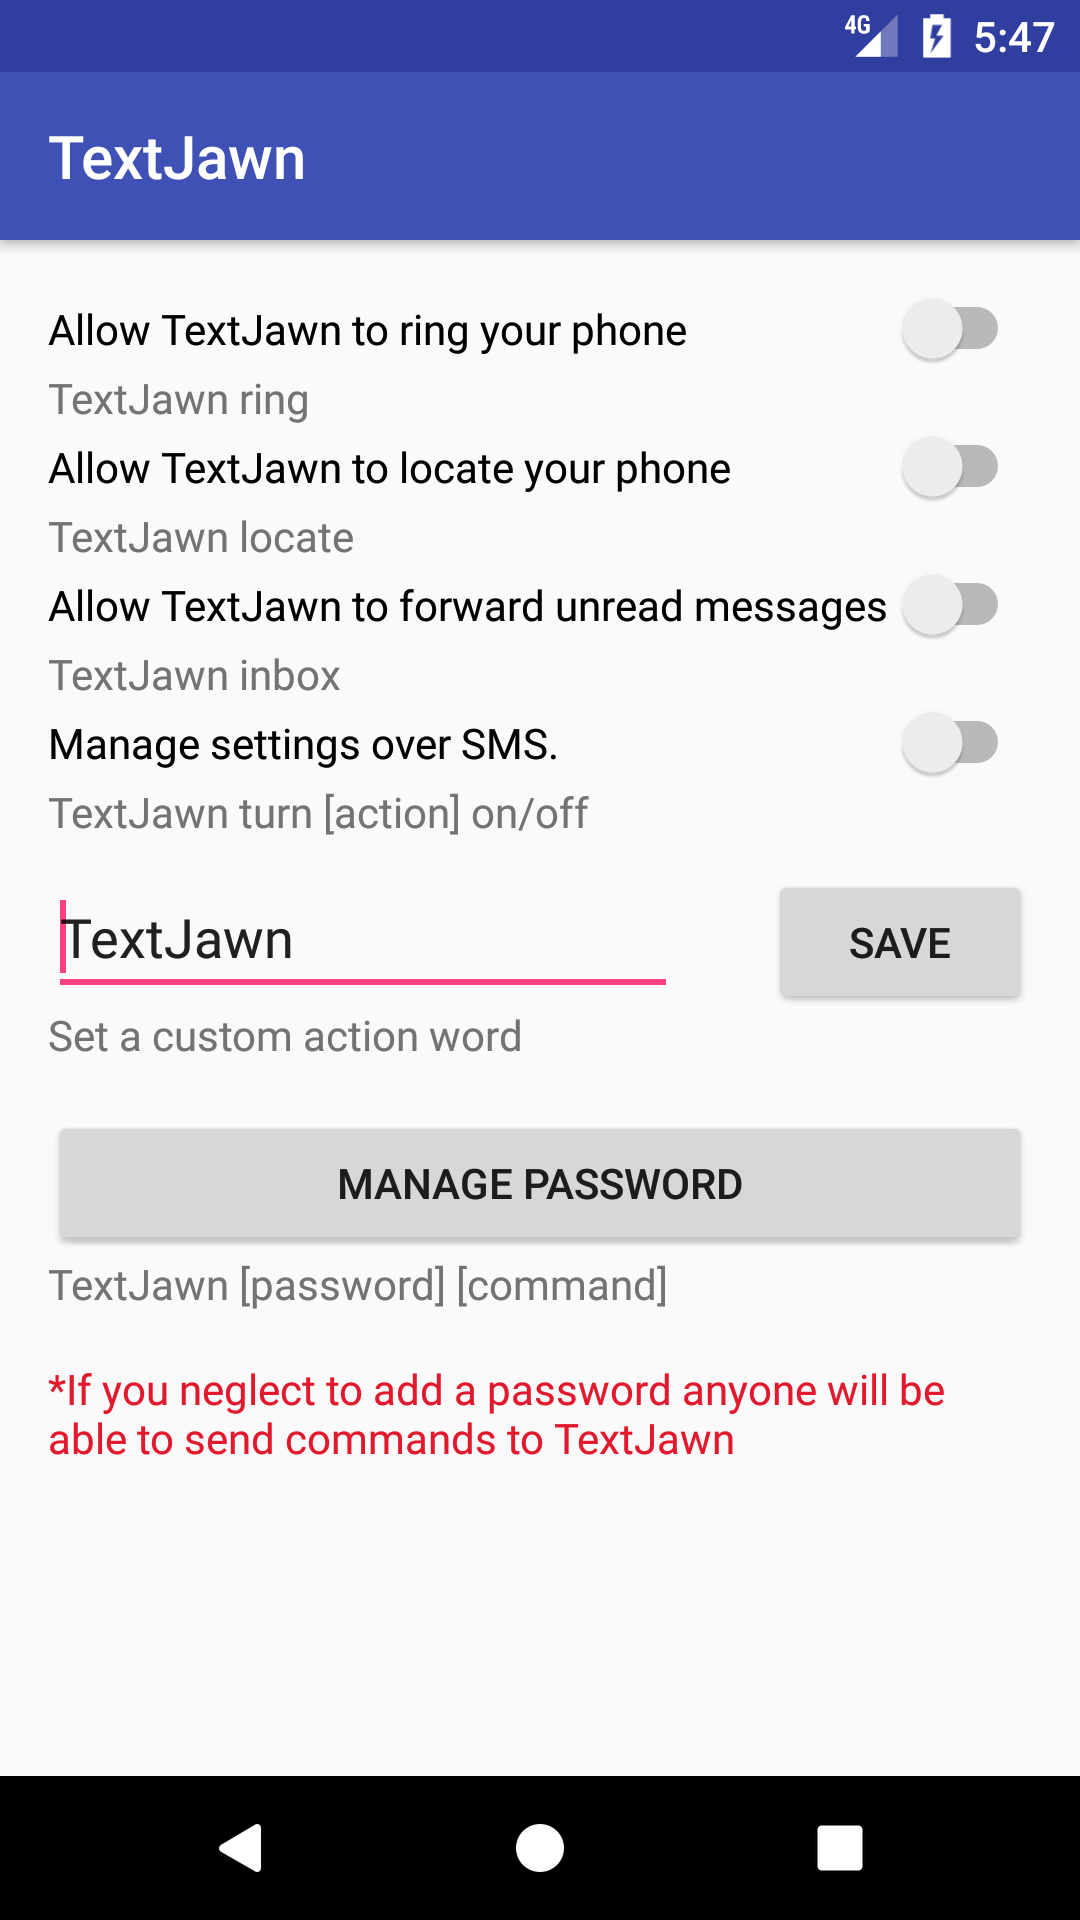 4G 5:47
TextJawn
Allow TextJawn to ring your phone
TextJawn ring
Allow TextJawn to locate your phone
TextJawn locate
Allow TextJawn to forward unread messages
TextJawn inbox
Manage settings over SMS.
TextJawn turn [action] on/off
TextJawn SAVE
Set a custom action word
MANAGE PASSWORD
TextJawn [password] [command]
*If you neglect to add a password anyone will be
able to send commands to TextJawn